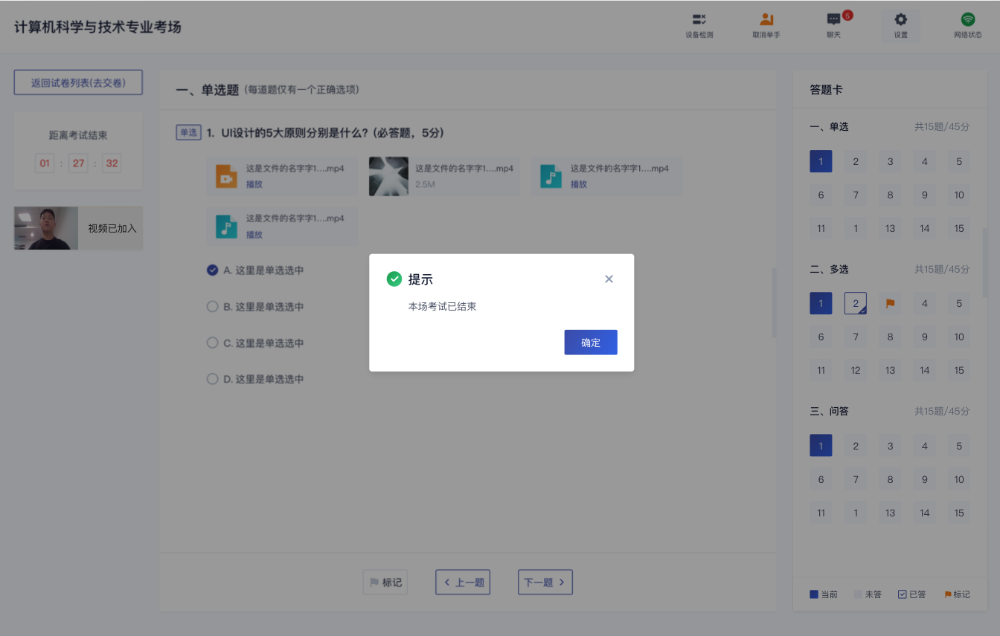 计算机科学与技术专业考场
设备检测
取消举手
5
聊天
设置
网络状态
返回试卷列表(去交卷)
距离考试结束
01 : 27 : 32
视频已加入
一、单选题 (每道题仅有一个正确选项)
单选 1. UI设计的5大原则分别是什么? (必答题，5分)
这是文件的名字字1....mp4
播放
这是文件的名字字1....mp4
2.5M
这是文件的名字字1....mp4
播放
这是文件的名字字1....mp4
播放
A. 这里是单选选中
B. 这里是单选选中
C. 这里是单选选中
D. 这里是单选选中
提示
本场考试已结束
确定
标记
上一题
下一题
答题卡
一、单选 共15题/45分
1 2 3 4 5
6 7 8 9 10
11 1 13 14 15
二、多选 共15题/45分
1 2 4 5
6 7 8 9 10
11 12 13 14 15
三、问答 共15题/45分
1 2 3 4 5
6 7 8 9 10
11 1 13 14 15
当前 未答 已答 标记